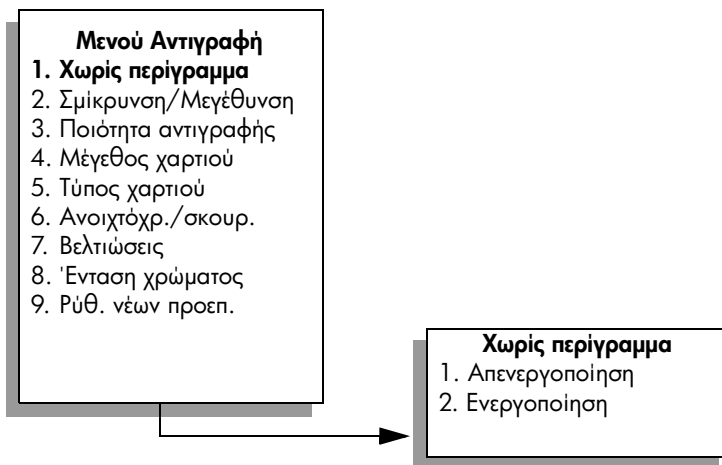 Μενού Αντιγραφή
1. Χωρίς περίγραμμα
2. Σμίκρυνση/Μεγέθυνση
3. Ποιότητα αντιγραφής
4. Μέγεθος χαρτιού
5. Τύπος χαρτιού
6. Ανοιχτόχρ./σκουρ.
7. Βελτιώσεις
8. Ένταση χρώματος
9. Ρύθ. νέων προεπ.
Χωρίς περίγραμμα
1. Απενεργοποίηση
2. Ενεργοποίηση